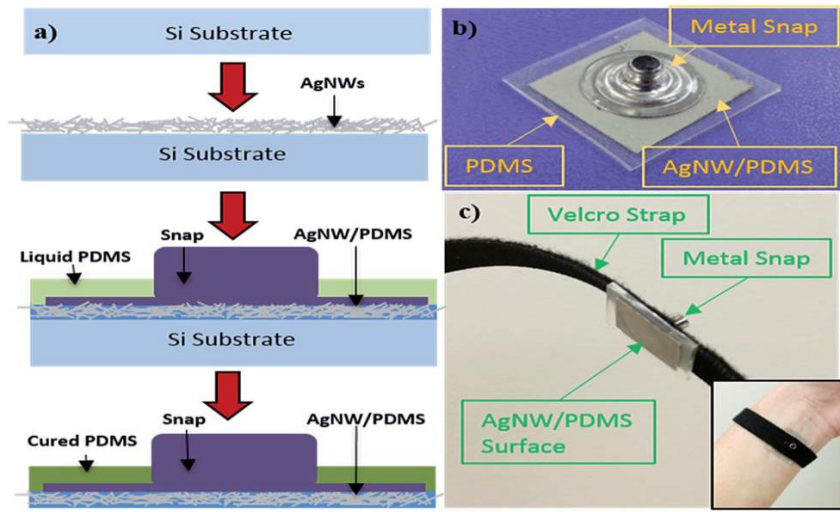 a)
Si Substrate
AgNWs
Si Substrate
Snap
AgNW/PDMS
Liquid PDMS
Si Substrate
Snap
AgNW/PDMS
Cured PDMS
b)
Metal Snap
PDMS
AgNW/PDMS
c)
Velcro Strap
Metal Snap
AgNW/PDMS
Surface